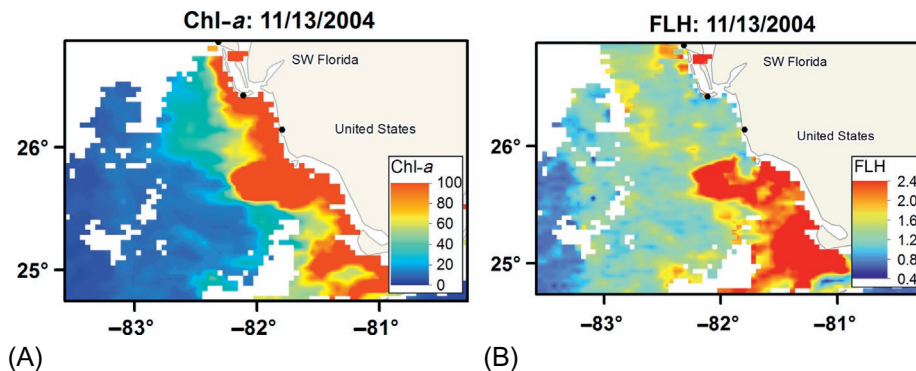 Chl–a: 11/13/2004
SW Florida
United States
26°
25°
Chl-a
100
80
60
40
20
0
–83°
–82°
–81°
(A)
FLH: 11/13/2004
SW Florida
United States
26°
25°
FLH
2.4
2.0
1.6
1.2
0.8
0.4
–83°
–82°
–81°
(B)